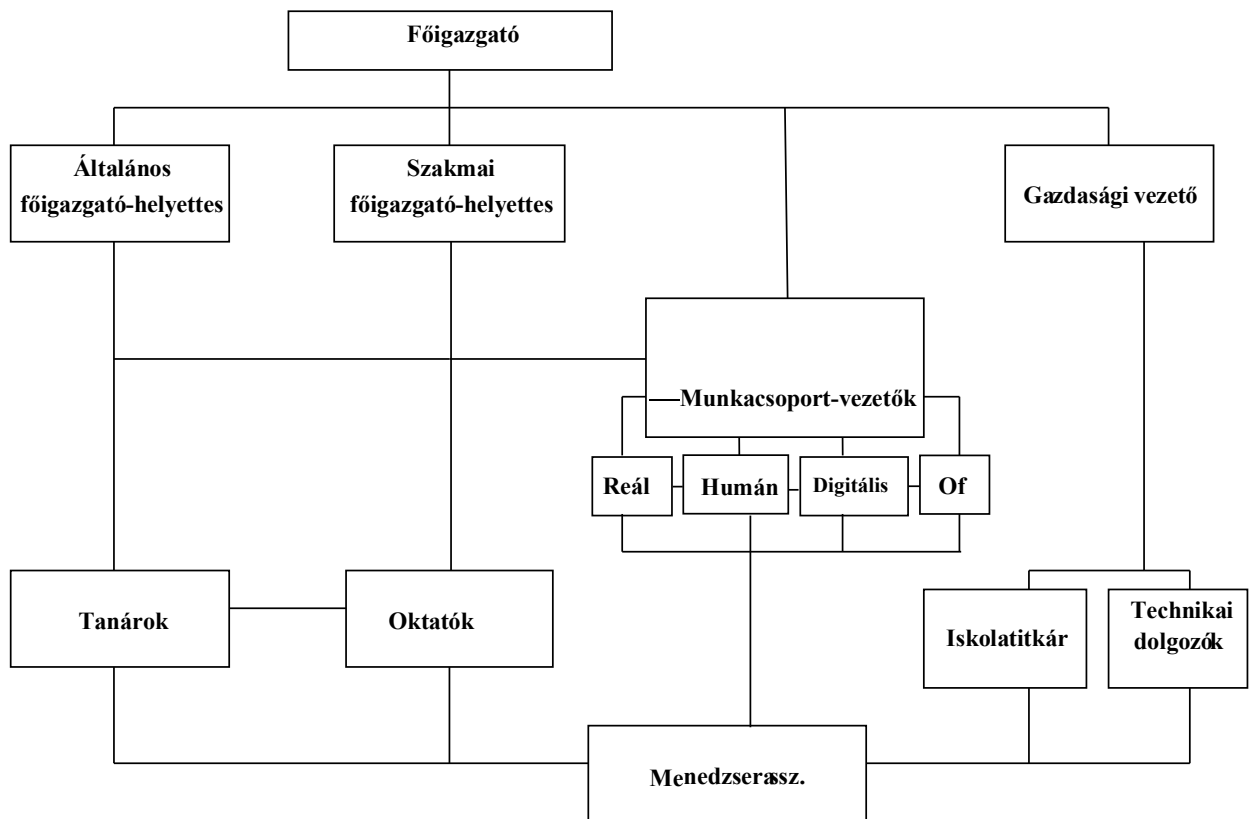 Főigazgató
Általános
főigazgató-helyettes
Szakmai
főigazgató-helyettes
Gazdasági vezető
Munkacsoport-vezetők
Reál
Humán
Digitális
Of
Tanárok
Oktatók
Iskolatitkár
Technikai
dolgozók
Menedzserassz.